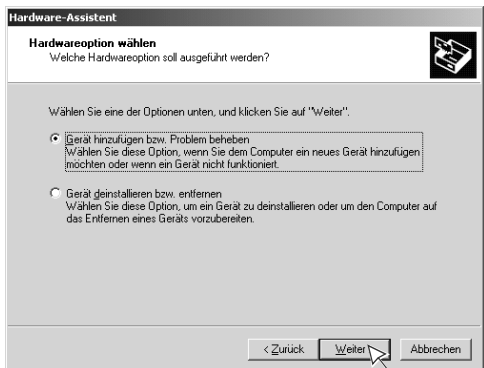 Hardware-Assistent
Hardwareoption wählen
Welche Hardwareoption soll ausgeführt werden?
Wählen Sie eine der Optionen unten, und klicken Sie auf "Weiter".
Gerät hinzufügen bzw. Problem beheben
Wählen Sie diese Option, wenn Sie dem Computer ein neues Gerät hinzufügen
möchten oder wenn ein Gerät nicht funktioniert.
Gerät deinstallieren bzw. entfernen
Wählen Sie diese Option, um ein Gerät zu deinstallieren oder um den Computer auf
das Entfernen eines Geräts vorzubereiten.
< Zurück Weiter Abbrechen